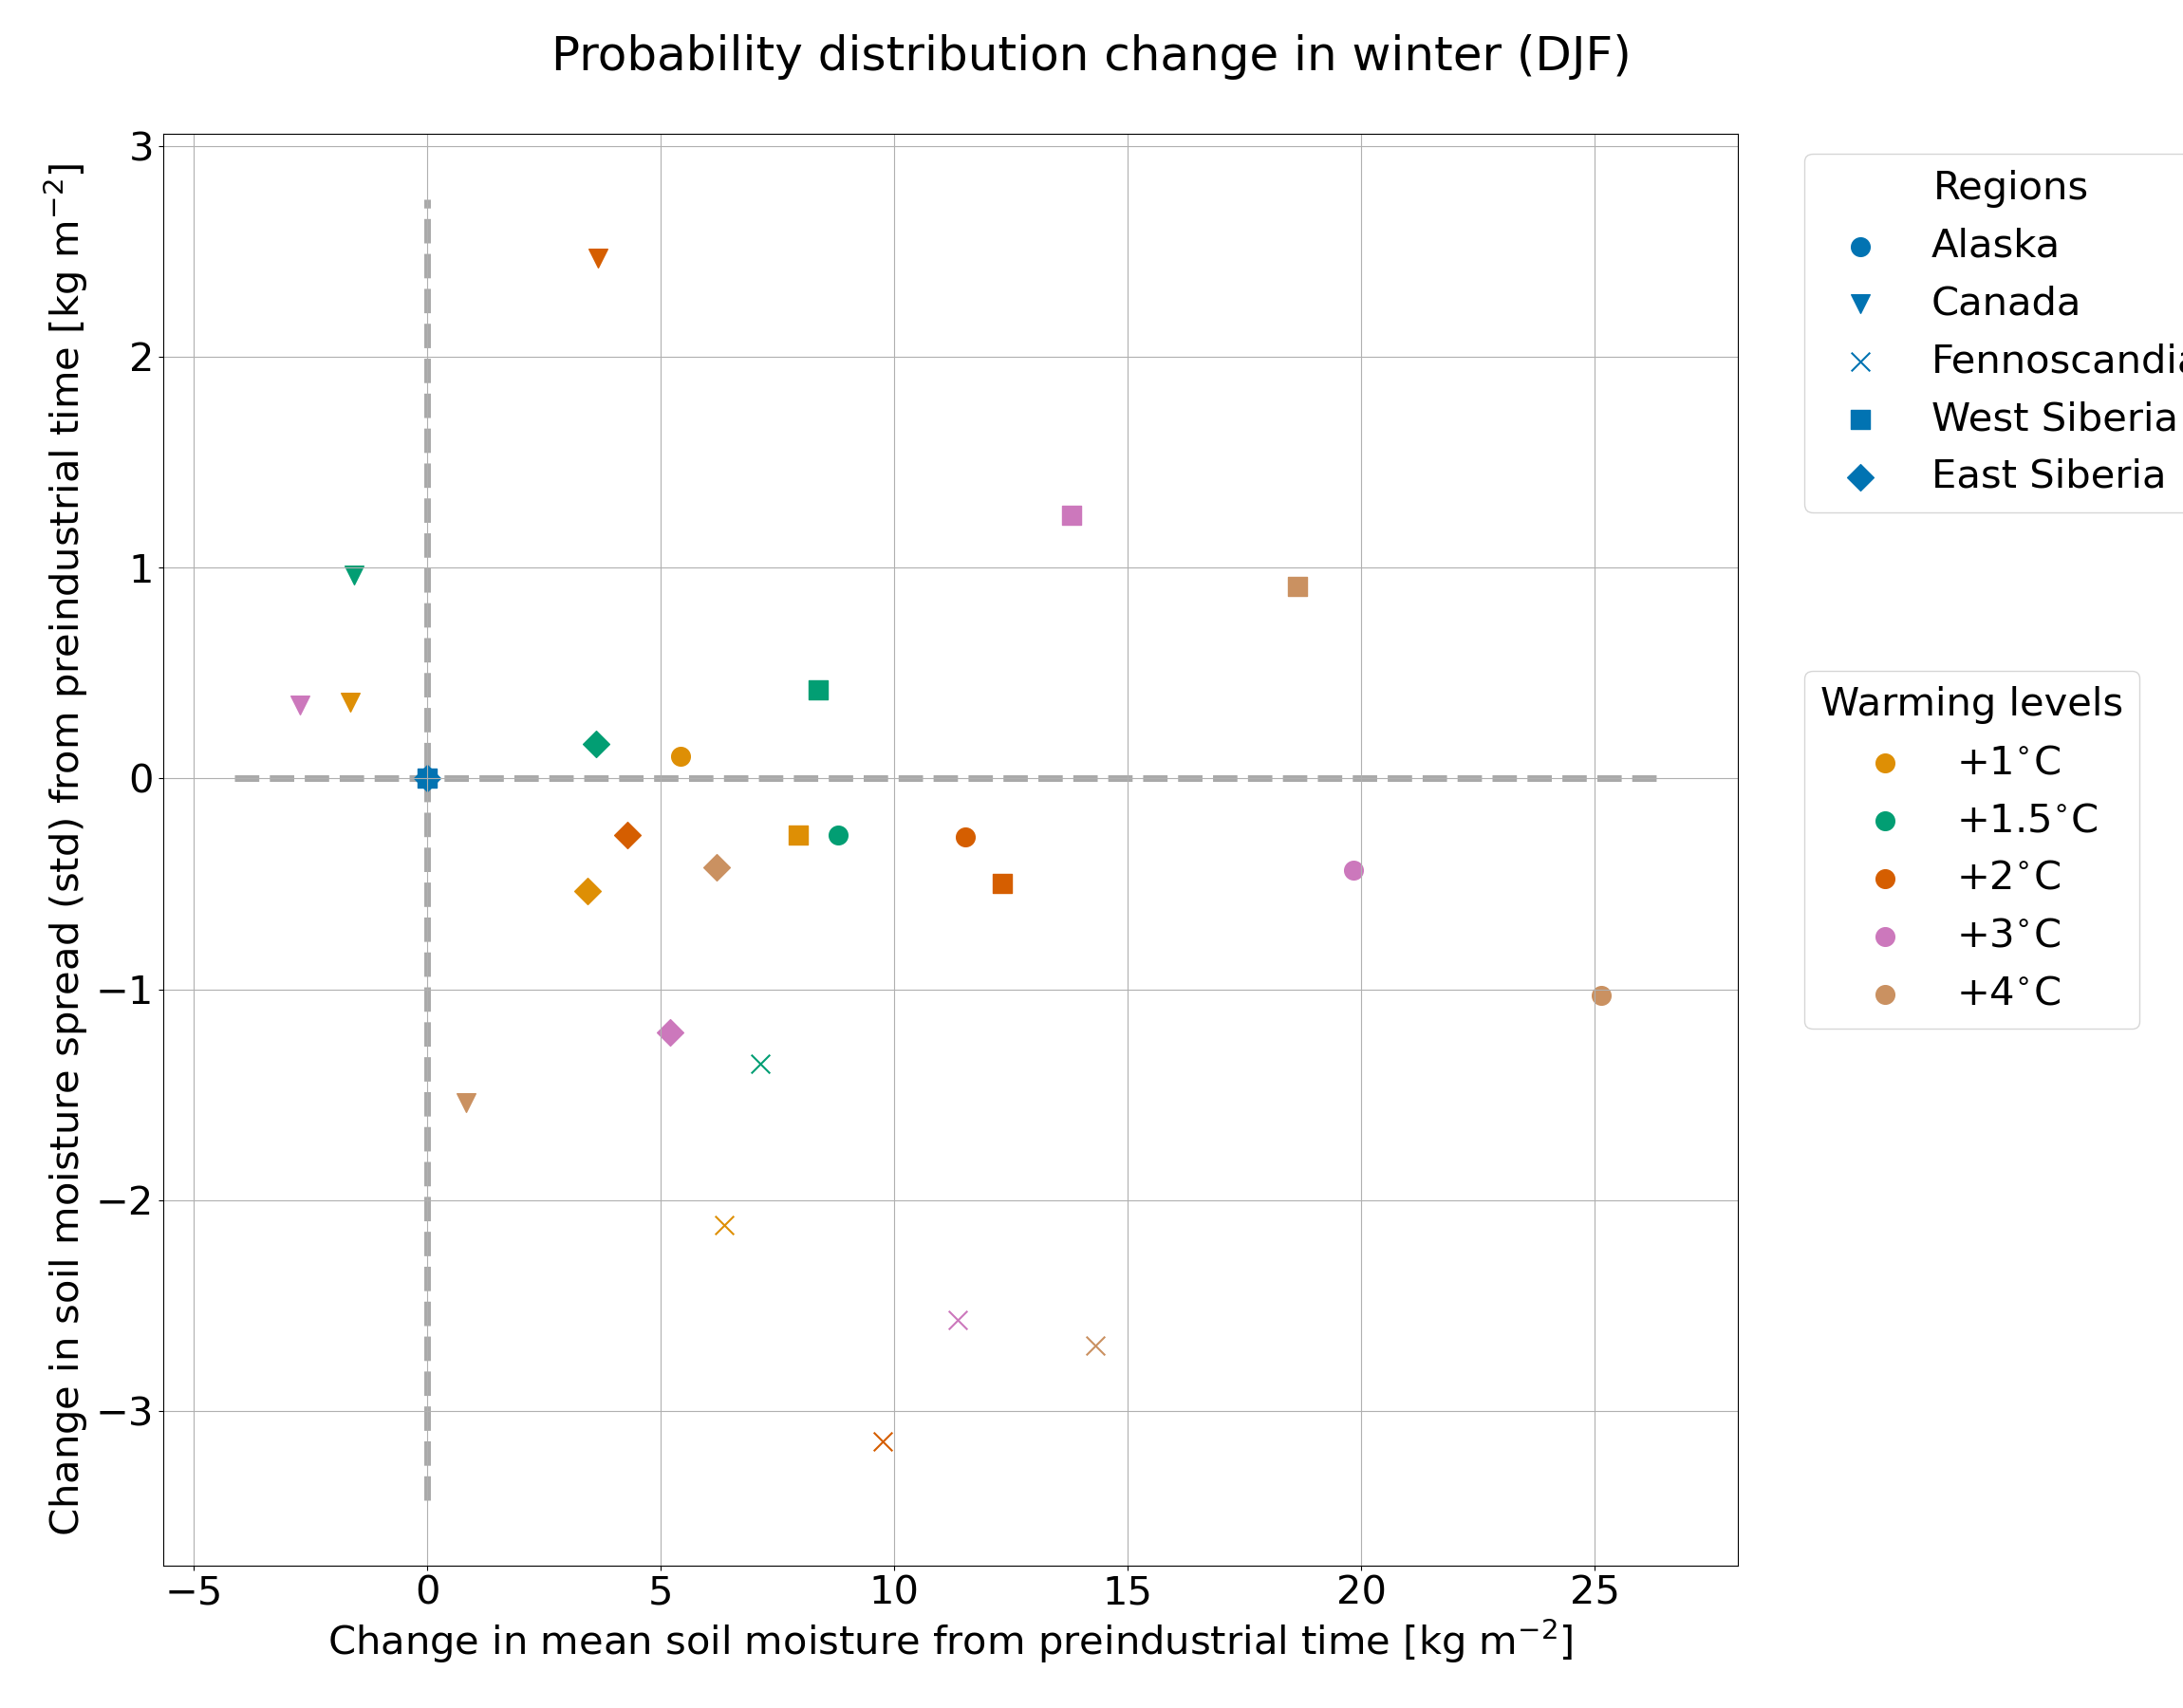 Probability distribution change in winter (DJF)
Change in soil moisture spread (std) from preindustrial time [kg m⁻²]
3
2
1
0
−1
−2
−3
−5
0
5
10
15
20
25
Change in mean soil moisture from preindustrial time [kg m⁻²]
Regions
Alaska
Canada
Fennoscandia
West Siberia
East Siberia
Warming levels
+1°C
+1.5°C
+2°C
+3°C
+4°C